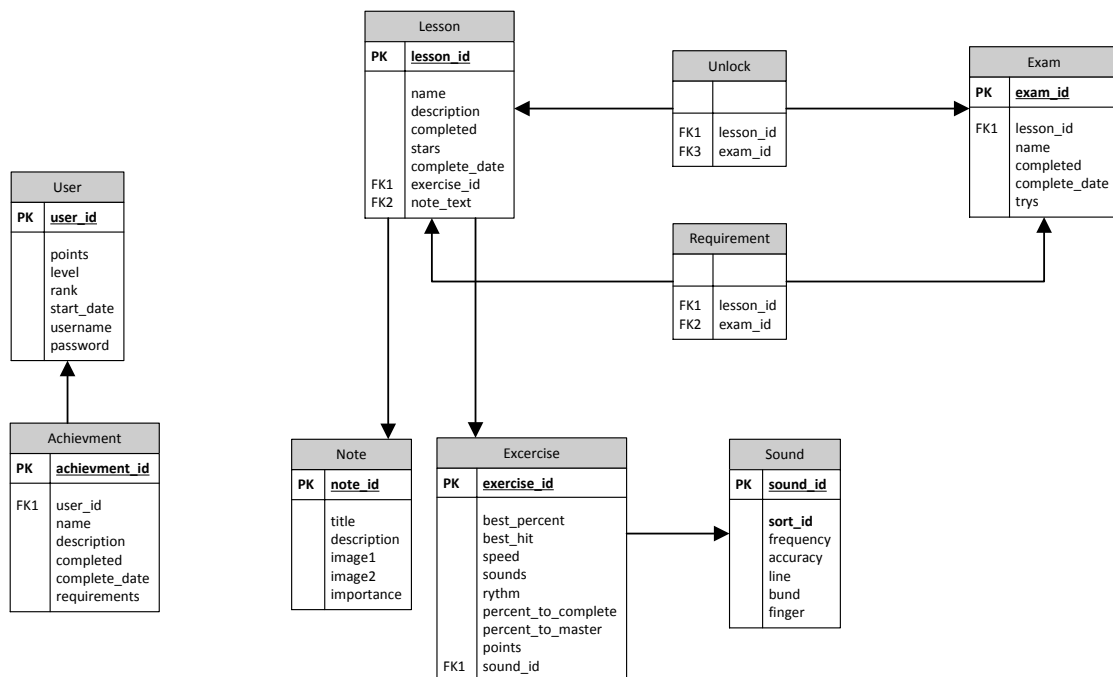 Lesson
PK lesson_id
name
description
completed
stars
complete_date
FK1 exercise_id
FK2 note_text
Unlock
FK1 lesson_id
FK3 exam_id
Exam
PK exam_id
FK1 lesson_id
name
completed
complete_date
trys
User
PK user_id
points
level
rank
start_date
username
password
Requirement
FK1 lesson_id
FK2 exam_id
Achievment
PK achievment_id
FK1 user_id
name
description
completed
complete_date
requirements
Note
PK note_id
title
description
image1
image2
importance
Excercise
PK exercise_id
best_percent
best_hit
speed
sounds
rythm
percent_to_complete
percent_to_master
points
FK1 sound_id
Sound
PK sound_id
sort_id
frequency
accuracy
line
bund
finger